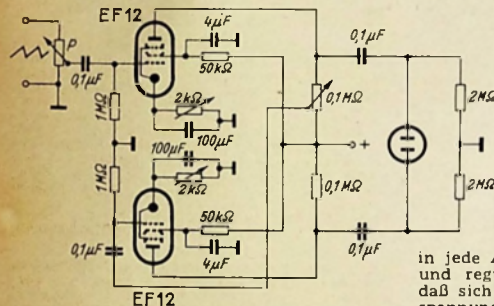 EF12
4μF
P
0,1μF
50kΩ
0,1μF
2kΩ
1MΩ
100μF
0,1MΩ
2MΩ
+
100μF
1MΩ
2kΩ
0,1MΩ
2MΩ
50kΩ
0,1μF
4μF
0,1μF
EF12
in jede
und reg
daß sich